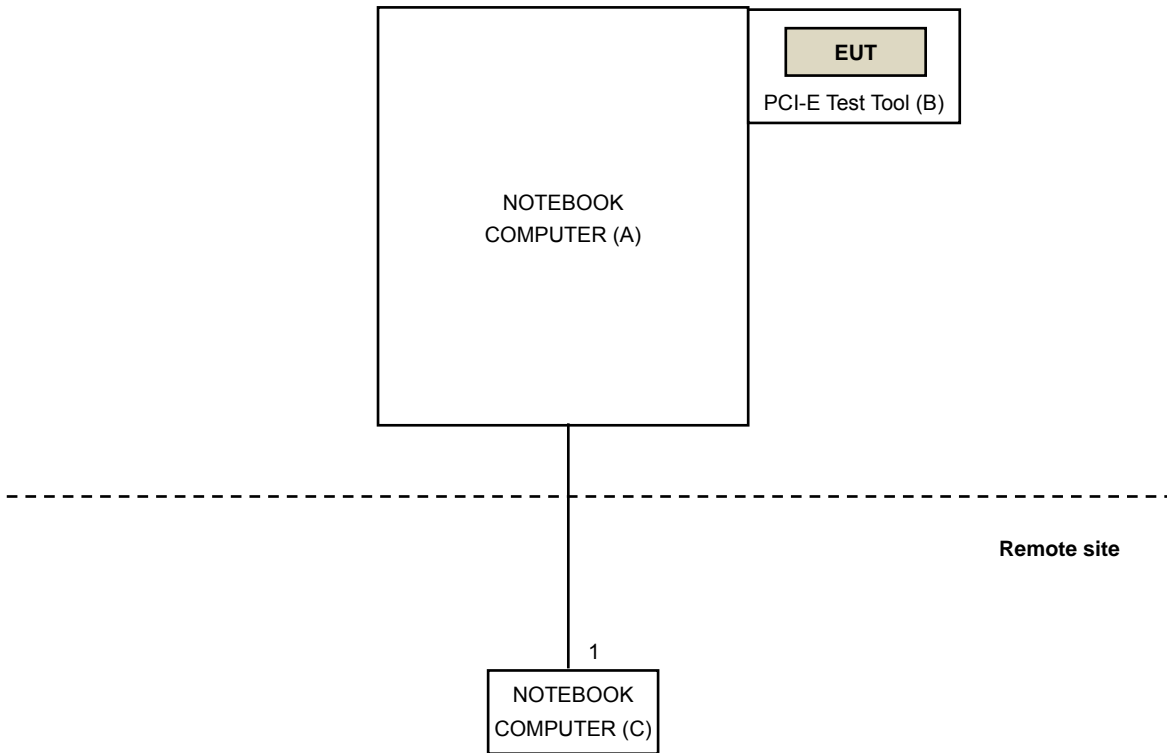 EUT
PCI-E Test Tool (B)
NOTEBOOK
COMPUTER (A)
Remote site
1
NOTEBOOK
COMPUTER (C)